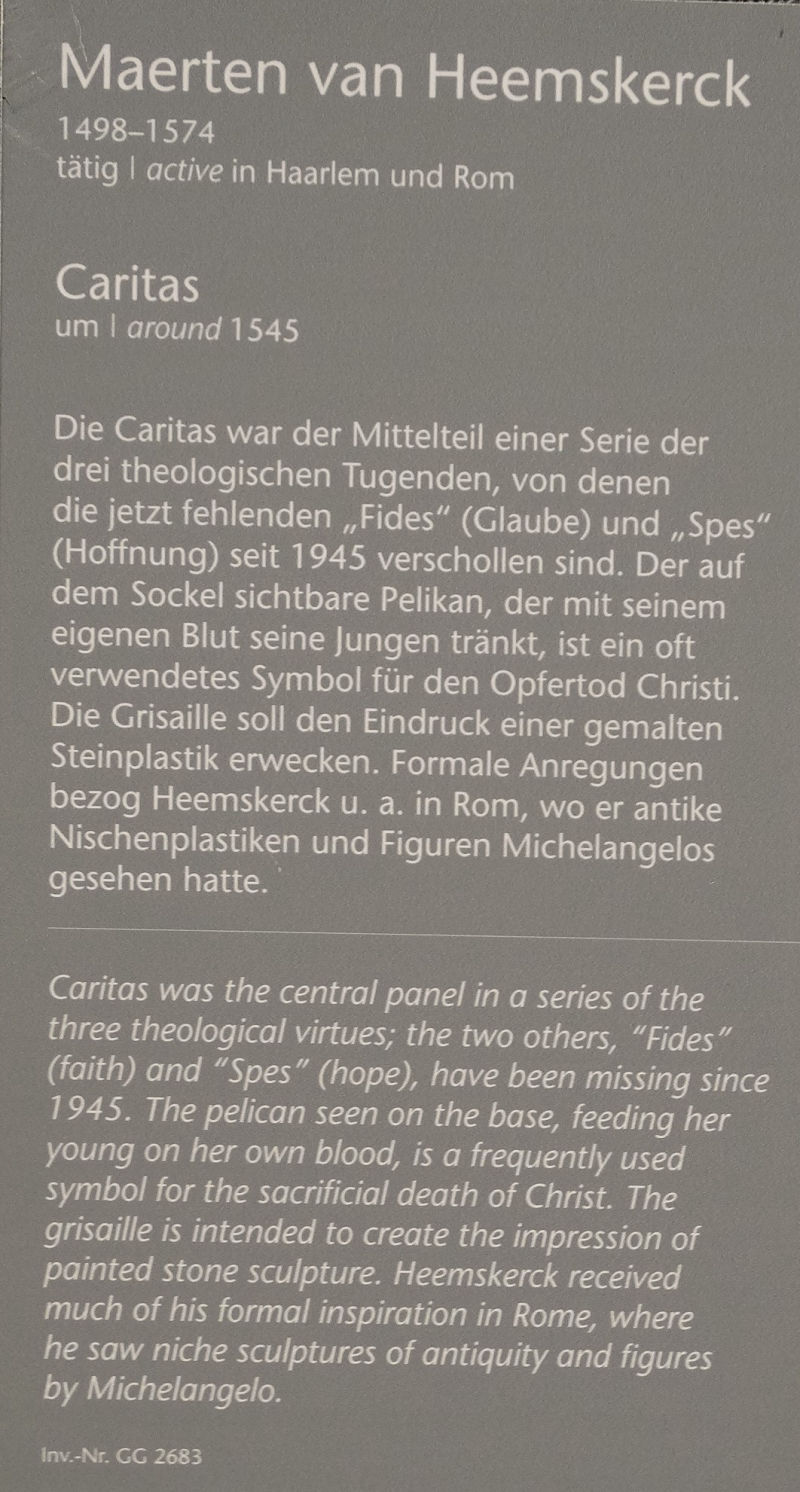 Maerten van Heemskerck
1498–1574
tätig | active in Haarlem und Rom
Caritas
um | around 1545
Die Caritas war der Mittelteil einer Serie der
drei theologischen Tugenden, von denen
die jetzt fehlenden „Fides“ (Glaube) und „Spes“
(Hoffnung) seit 1945 verschollen sind. Der auf
dem Sockel sichtbare Pelikan, der mit seinem
eigenen Blut seine Jungen tränkt, ist ein oft
verwendetes Symbol für den Opfertod Christi.
Die Grisaille soll den Eindruck einer gemalten
Steinplastik erwecken. Formale Anregungen
bezog Heemskerck u. a. in Rom, wo er antike
Nischenplastiken und Figuren Michelangelos
gesehen hatte.
Caritas was the central panel in a series of the
three theological virtues; the two others, “Fides”
(faith) and “Spes” (hope), have been missing since
1945. The pelican seen on the base, feeding her
young on her own blood, is a frequently used
symbol for the sacrificial death of Christ. The
grisaille is intended to create the impression of
painted stone sculpture. Heemskerck received
much of his formal inspiration in Rome, where
he saw niche sculptures of antiquity and figures
by Michelangelo.
Inv.-Nr. GG 2683